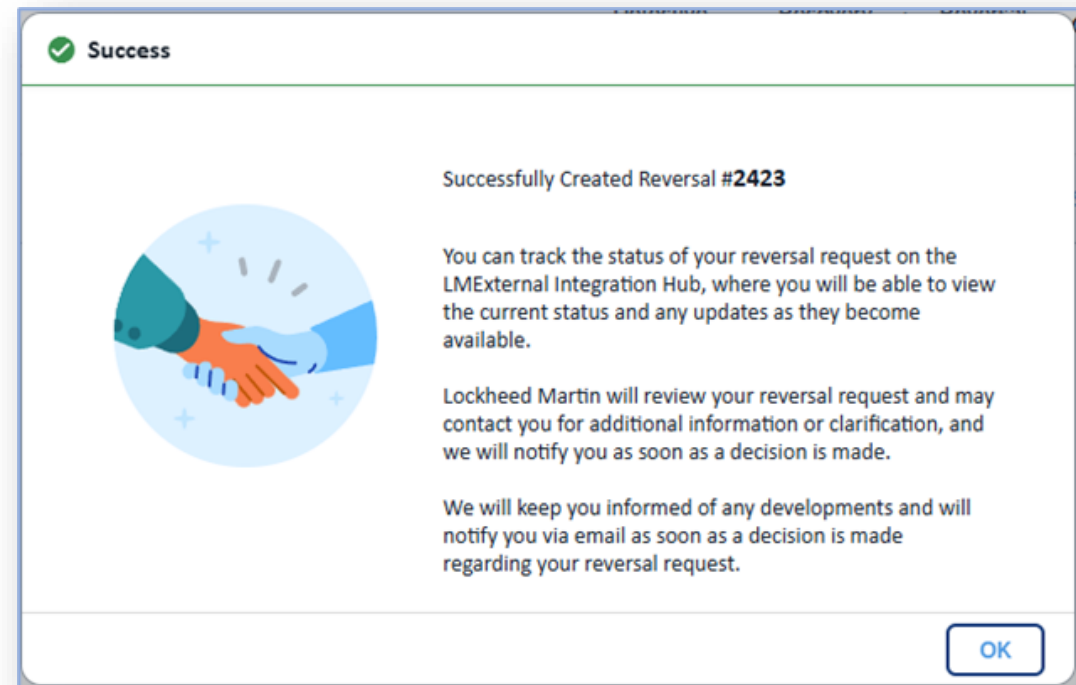 Success
Successfully Created Reversal #2423
You can track the status of your reversal request on the
LMExternal Integration Hub, where you will be able to view
the current status and any updates as they become
available.
Lockheed Martin will review your reversal request and may
contact you for additional information or clarification, and
we will notify you as soon as a decision is made.
We will keep you informed of any developments and will
notify you via email as soon as a decision is made
regarding your reversal request.
OK